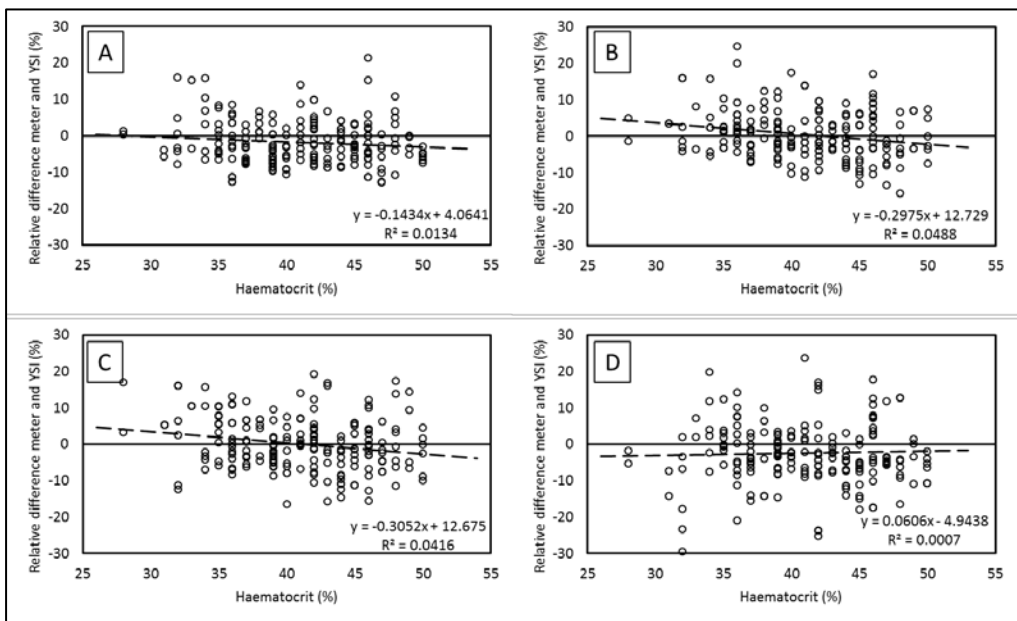 A
Relative difference meter and YSI (%)
30
20
10
0
-10
-20
-30
y = -0.1434x + 4.0641
R² = 0.0134
25 30 35 40 45 50 55
Haematocrit (%)
B
Relative difference meter and YSI (%)
30
20
10
0
-10
-20
-30
y = -0.2975x + 12.729
R² = 0.0488
25 30 35 40 45 50 55
Haematocrit (%)
C
Relative difference meter and YSI (%)
30
20
10
0
-10
-20
-30
y = -0.3052x + 12.675
R² = 0.0416
25 30 35 40 45 50 55
Haematocrit (%)
D
Relative difference meter and YSI (%)
30
20
10
0
-10
-20
-30
y = 0.0606x - 4.9438
R² = 0.0007
25 30 35 40 45 50 55
Haematocrit (%)